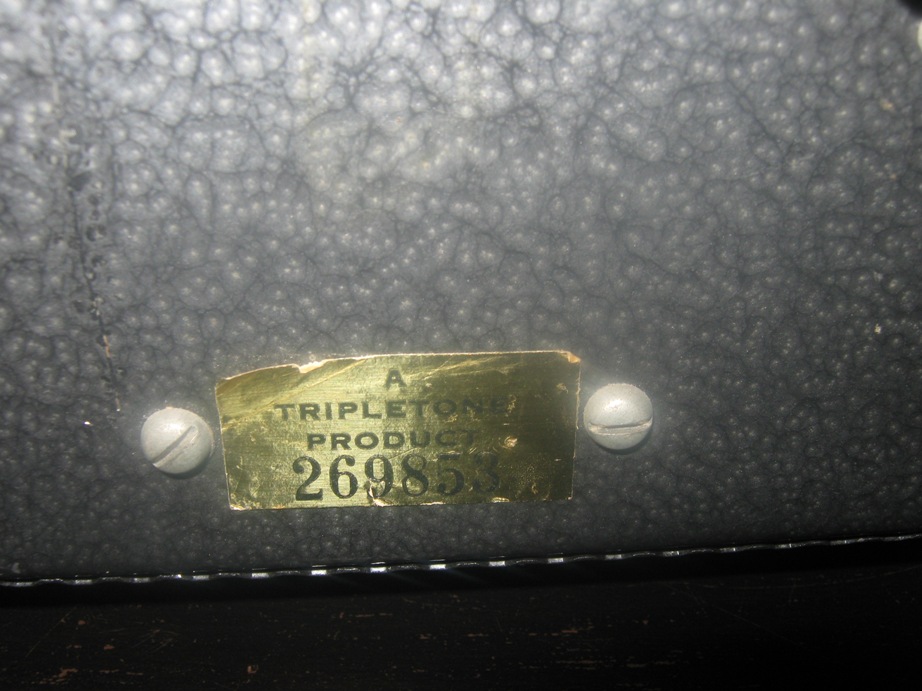 A
TRIPLETONE
PRODUCT
269853